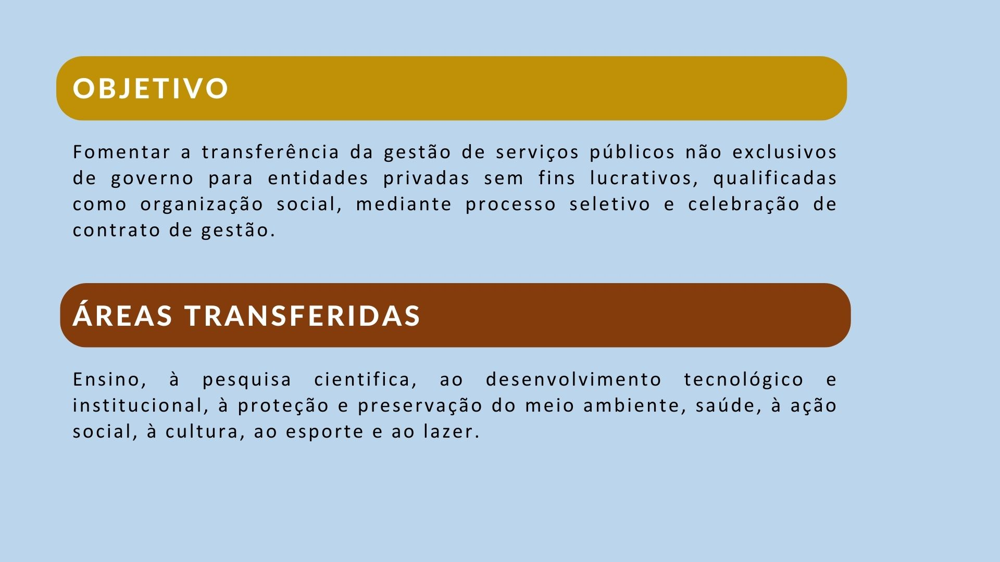 OBJETIVO
Fomentar a transferência da gestão de serviços públicos não exclusivos
de governo para entidades privadas sem fins lucrativos, qualificadas
como organização social, mediante processo seletivo e celebração de
contrato de gestão.
ÁREAS TRANSFERIDAS
Ensino, à pesquisa cientifica, ao desenvolvimento tecnológico e
institucional, à proteção e preservação do meio ambiente, saúde, à ação
social, à cultura, ao esporte e ao lazer.